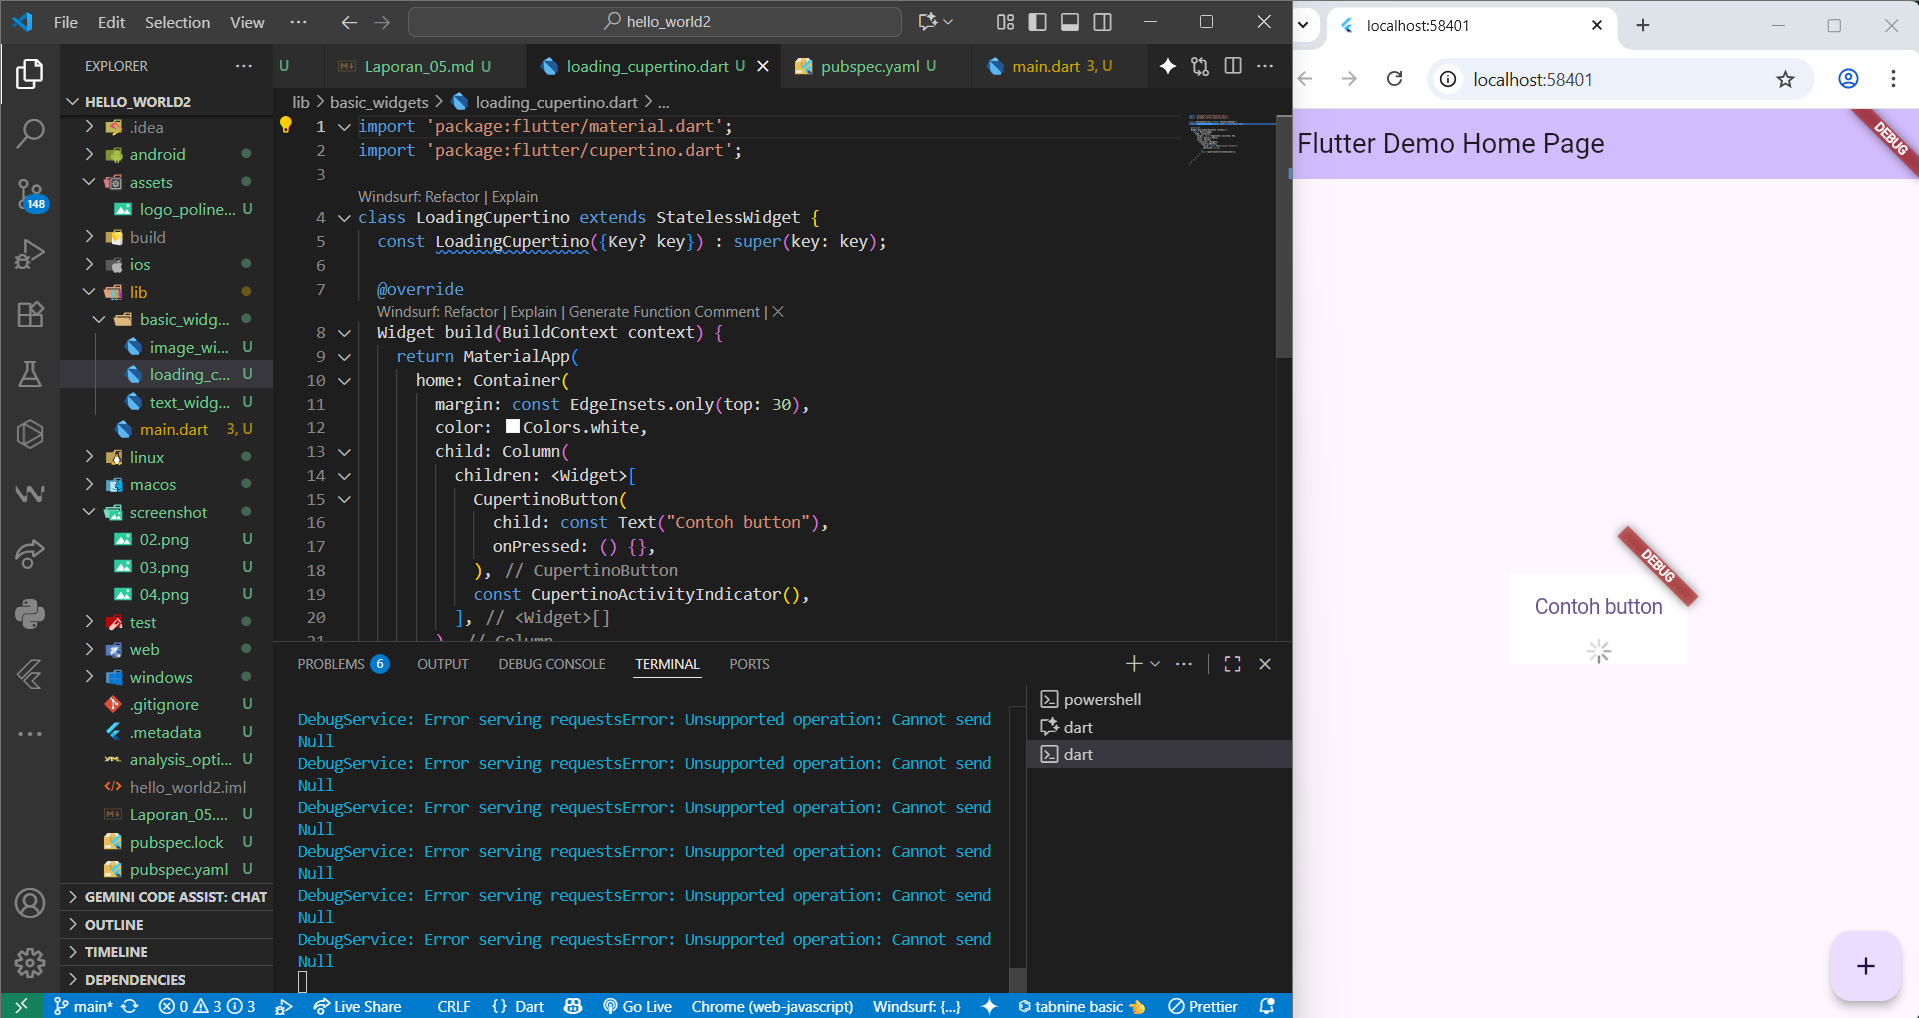 File Edit Selection View ··· hello_world2
EXPLORER ···
HELLO_WORLD2
.idea
android
assets
logo_poline... U
build
ios
lib
basic_widg...
image_wi... U
loading_c... U
text_widg... U
main.dart 3, U
linux
macos
screenshot
02.png U
03.png U
04.png U
test
web
windows
.gitignore U
.metadata U
analysis_opti... U
hello_world2.iml
Laporan_05.... U
pubspec.lock U
pubspec.yaml U
GEMINI CODE ASSIST: CHAT
OUTLINE
TIMELINE
DEPENDENCIES
148
U Laporan_05.md U loading_cupertino.dart U pubspec.yaml U main.dart 3, U ···
lib > basic_widgets > loading_cupertino.dart > ...
1 import 'package:flutter/material.dart';
2 import 'package:flutter/cupertino.dart';
3
Windsurf: Refactor | Explain
4 class LoadingCupertino extends StatelessWidget {
5 const LoadingCupertino({Key? key}) : super(key: key);
6
7 @override
Windsurf: Refactor | Explain | Generate Function Comment | ×
8 Widget build(BuildContext context) {
9 return MaterialApp(
10 home: Container(
11 margin: const EdgeInsets.only(top: 30),
12 color: Colors.white,
13 child: Column(
14 children: <Widget>[
15 CupertinoButton(
16 child: const Text("Contoh button"),
17 onPressed: () {},
18 ), // CupertinoButton
19 const CupertinoActivityIndicator(),
20 ], // <Widget>[]
21 ), // Column
PROBLEMS 6 OUTPUT DEBUG CONSOLE TERMINAL PORTS
DebugService: Error serving requestsError: Unsupported operation: Cannot send
Null
DebugService: Error serving requestsError: Unsupported operation: Cannot send
Null
DebugService: Error serving requestsError: Unsupported operation: Cannot send
Null
DebugService: Error serving requestsError: Unsupported operation: Cannot send
Null
DebugService: Error serving requestsError: Unsupported operation: Cannot send
Null
DebugService: Error serving requestsError: Unsupported operation: Cannot send
Null
powershell
dart
dart
main* 0 3 3 Live Share CRLF {} Dart Go Live Chrome (web-javascript) Windsurf: {...} tabnine basic Prettier
localhost:58401
localhost:58401
Flutter Demo Home Page
DEBUG
DEBUG
Contoh button
+